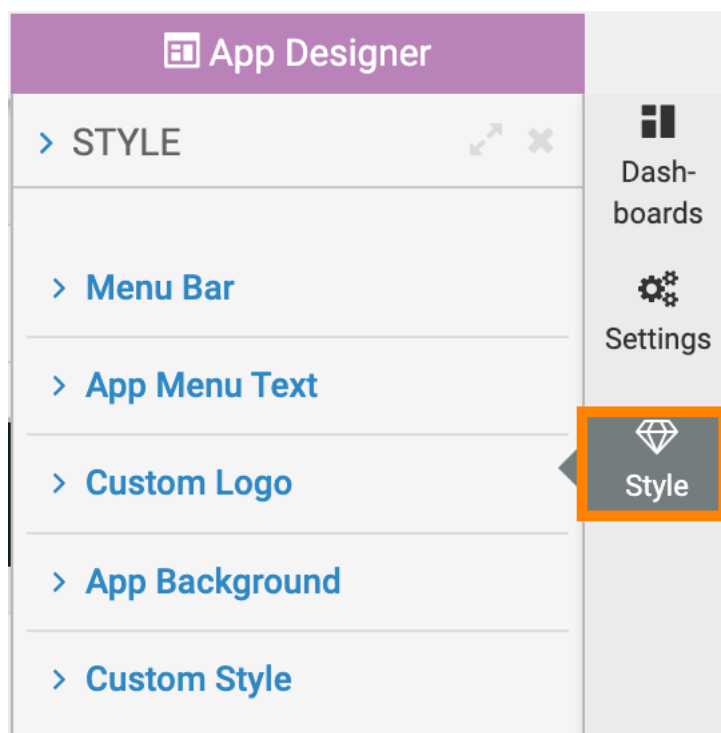 App Designer
STYLE
Menu Bar
App Menu Text
Custom Logo
App Background
Custom Style
Dash-
boards
Settings
Style